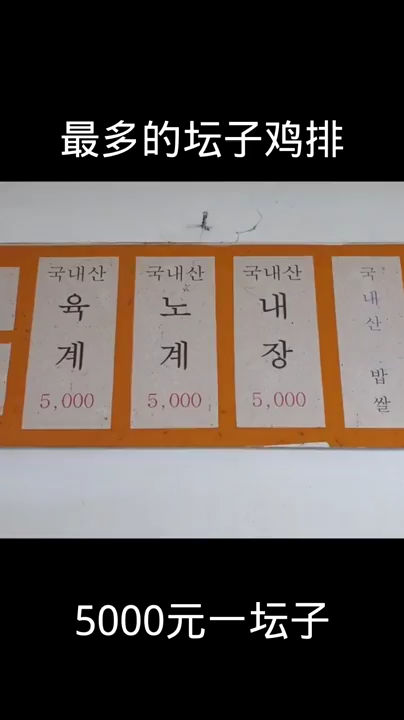 最多的坛子鸡排
국내산
육
계
5,000
국내산
노
계
5,000
국내산
내
장
5,000
국
내
산
밥
쌀
5000元一坛子